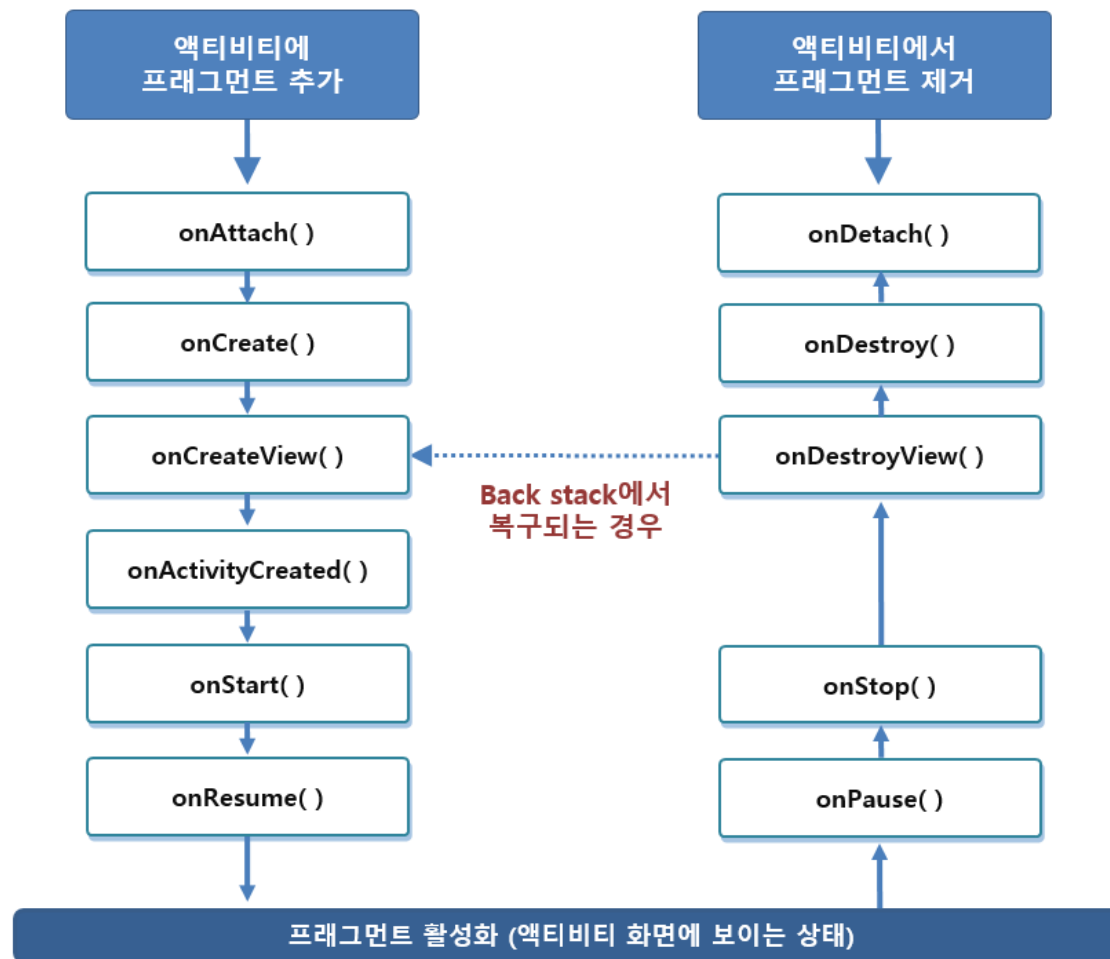 액티비티에
프래그먼트 추가
onAttach( )
onCreate( )
onCreateView( )
onActivityCreated( )
onStart( )
onResume( )
액티비티에서
프래그먼트 제거
onDetach( )
onDestroy( )
onDestroyView( )
onStop( )
onPause( )
Back stack에서
복구되는 경우
프래그먼트 활성화 (액티비티 화면에 보이는 상태)